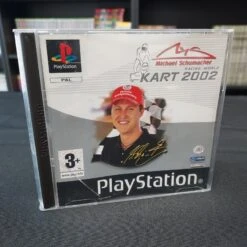 PlayStation
PAL
Michael Schumacher
RACING WORLD
KART 2002
3+
PlayStation